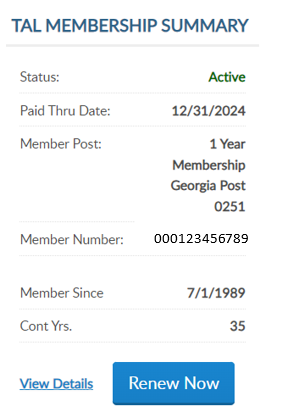 TAL MEMBERSHIP SUMMARY
Status: Active
Paid Thru Date: 12/31/2024
Member Post: 1 Year
Membership
Georgia Post
0251
Member Number: 000123456789
Member Since 7/1/1989
Cont Yrs. 35
View Details Renew Now